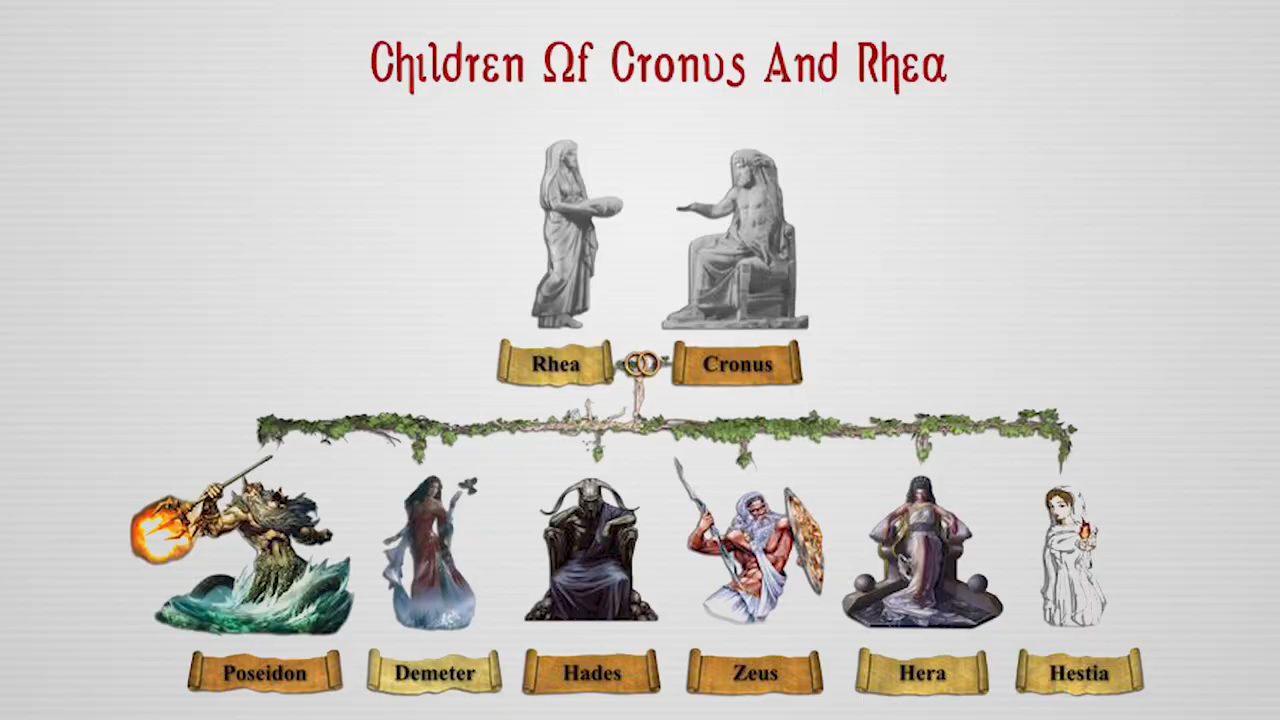 Children Of Cronus And Rhea
Rhea
Cronus
Poseidon
Demeter
Hades
Zeus
Hera
Hestia